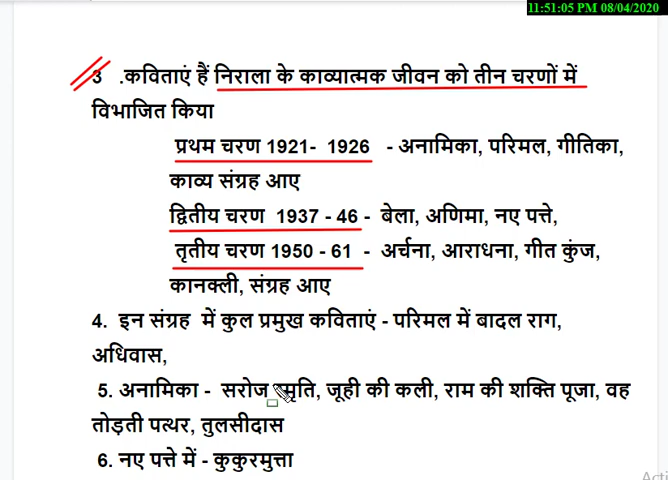 11:51:05 PM 08/04/2020
3 .कविताएं हैं निराला के काव्यात्मक जीवन को तीन चरणों में
विभाजित किया
प्रथम चरण 1921- 1926 - अनामिका, परिमल, गीतिका,
काव्य संग्रह आए
द्वितीय चरण 1937 - 46 - बेला, अणिमा, नए पत्ते,
तृतीय चरण 1950 - 61 - अर्चना, आराधना, गीत कुंज,
कानक्ली, संग्रह आए
4. इन संग्रह में कुल प्रमुख कविताएं - परिमल में बादल राग,
अधिवास,
5. अनामिका - सरोज स्मृति, जूही की कली, राम की शक्ति पूजा, वह
तोड़ती पत्थर, तुलसीदास
6. नए पत्ते में - कुकुरमुत्ता